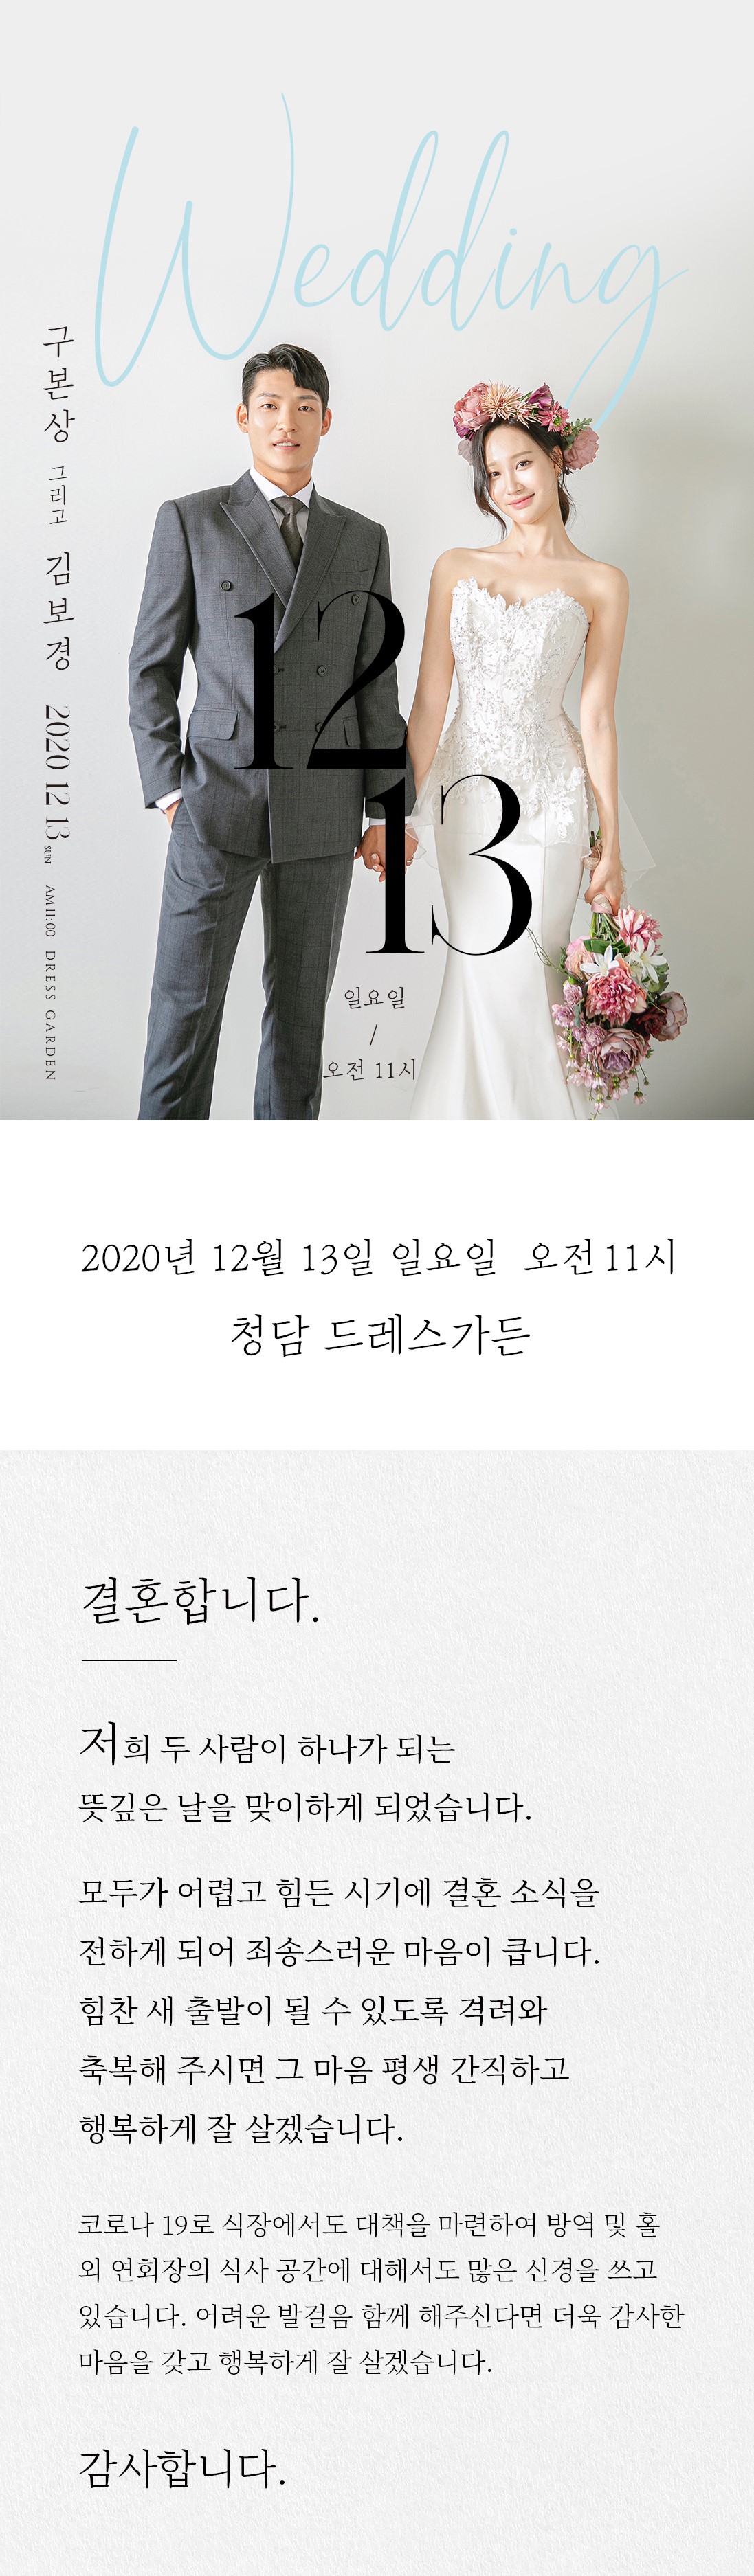 Wedding
구본상 그리고 김보경 2020 12 13 SUN AM 11:00 DRESS GARDEN
12
13
일요일
/
오전 11시
2020년 12월 13일 일요일 오전 11시
청담 드레스가든
결혼합니다.
저희 두 사람이 하나가 되는
뜻깊은 날을 맞이하게 되었습니다.
모두가 어렵고 힘든 시기에 결혼 소식을
전하게 되어 죄송스러운 마음이 큽니다.
힘찬 새 출발이 될 수 있도록 격려와
축복해 주시면 그 마음 평생 간직하고
행복하게 잘 살겠습니다.
코로나 19로 식장에서도 대책을 마련하여 방역 및 홀
외 연회장의 식사 공간에 대해서도 많은 신경을 쓰고
있습니다. 어려운 발걸음 함께 해주신다면 더욱 감사한
마음을 갖고 행복하게 잘 살겠습니다.
감사합니다.